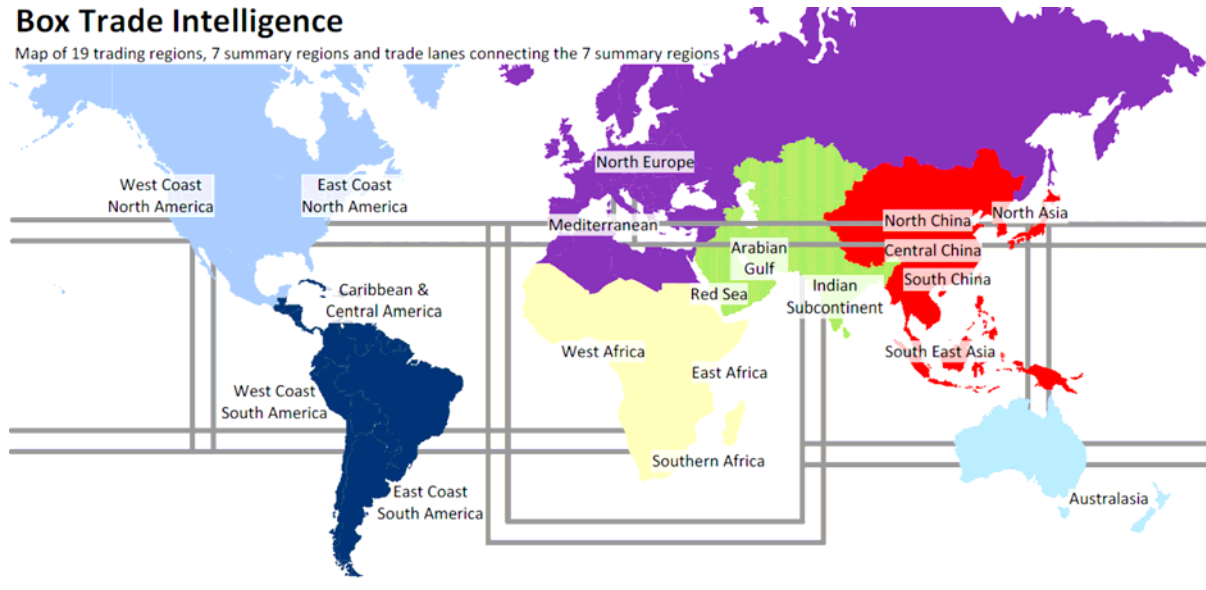 Box Trade Intelligence
Map of 19 trading regions, 7 summary regions and trade lanes connecting the 7 summary regions
North Europe
West Coast
North America
East Coast
North America
Mediterranean
North China
North Asia
Arabian
Gulf
Central China
South China
Red Sea
Indian
Subcontinent
Caribbean &
Central America
West Africa
South East Asia
East Africa
West Coast
South America
Southern Africa
East Coast
South America
Australasia